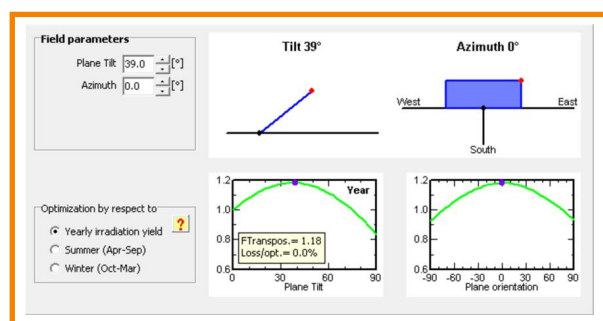 Field parameters
Plane Tilt 39.0 [°]
Azimuth 0.0 [°]
Tilt 39°
Azimuth 0°
West
East
South
Optimization by respect to
Yearly irradiation yield
?
Summer (Apr-Sep)
Winter (Oct-Mar)
1.2
1.0
0.8
0.6
Year
FTranspos.= 1.18
Loss/opt.= 0.0%
0 30 60 90
Plane Tilt
1.2
1.0
0.8
0.6
-90 -60 -30 0 30 60 90
Plane orientation